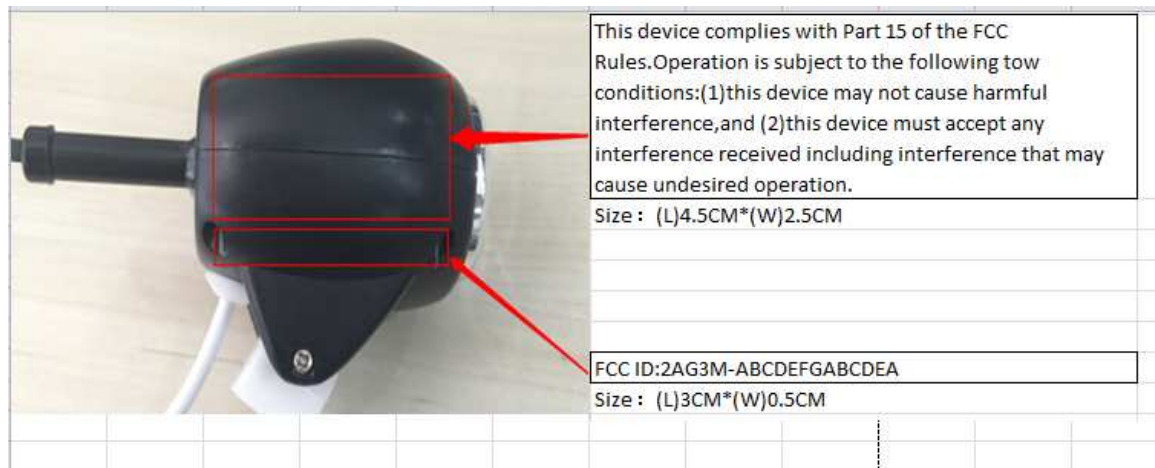 This device complies with Part 15 of the FCC
Rules.Operation is subject to the following tow
conditions:(1)this device may not cause harmful
interference,and (2)this device must accept any
interference received including interference that may
cause undesired operation.
Size： (L)4.5CM*(W)2.5CM
FCC ID:2AG3M-ABCDEFGABCDEA
Size： (L)3CM*(W)0.5CM